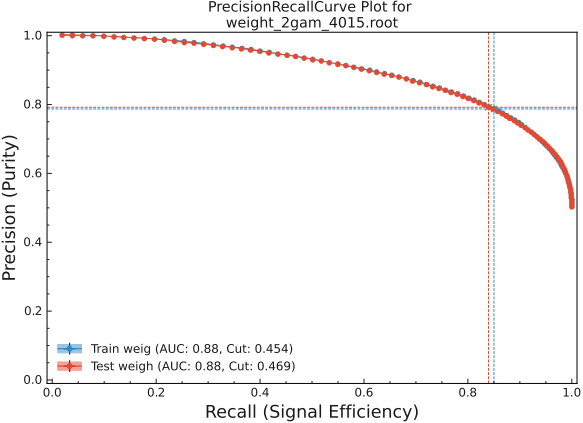 PrecisionRecallCurve Plot for
weight_2gam_4015.root
Precision (Purity)
1.0
0.8
0.6
0.4
0.2
0.0
Train weig (AUC: 0.88, Cut: 0.454)
Test weigh (AUC: 0.88, Cut: 0.469)
0.0 0.2 0.4 0.6 0.8 1.0
Recall (Signal Efficiency)